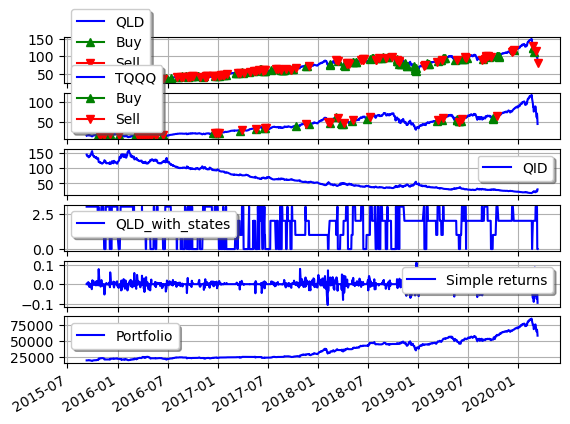 QLD
Buy
Sell
150
100
50
TQQQ
Buy
Sell
100
50
150
100
50
QID
2.5
0.0
QLD_with_states
0.1
0.0
−0.1
Simple returns
75000
50000
25000
Portfolio
2015-07
2016-01
2016-07
2017-01
2017-07
2018-01
2018-07
2019-01
2019-07
2020-01